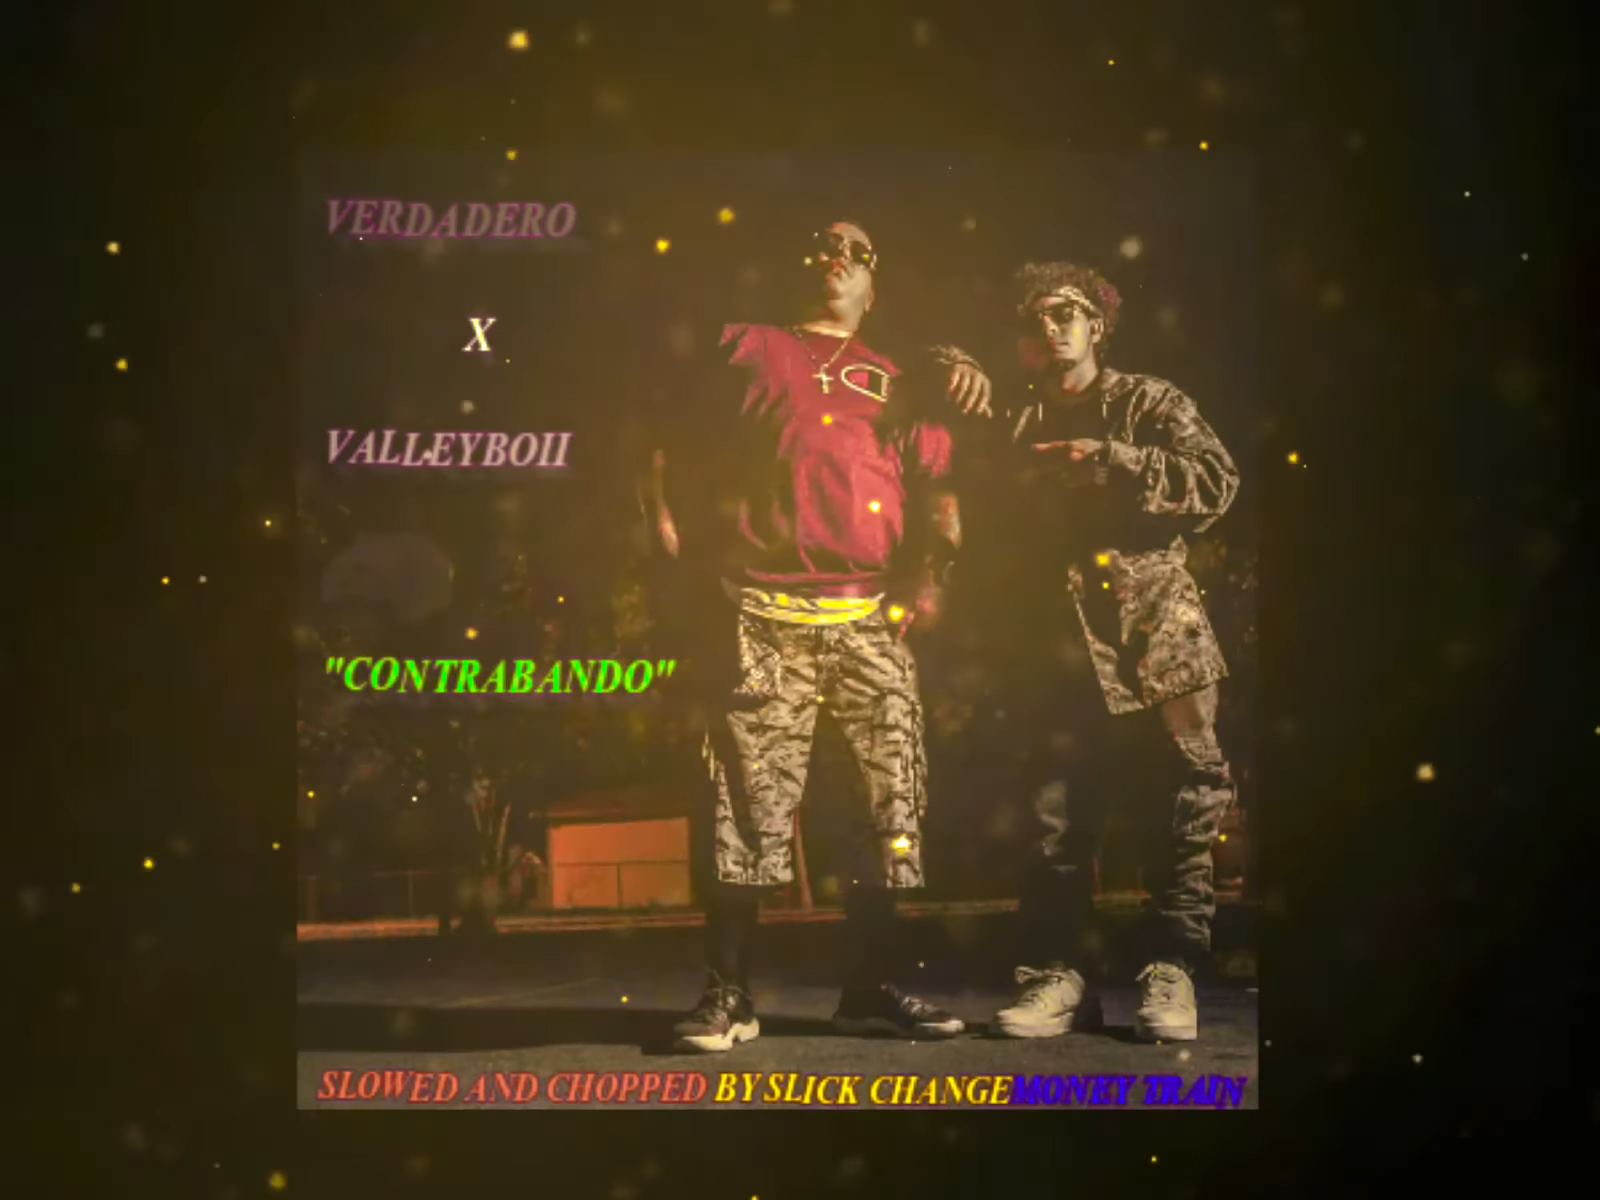 VERDADERO
X
VALLEYBOII
"CONTRABANDO"
SLOWED AND CHOPPED BY SLICK CHANGE MONEY TRAIN